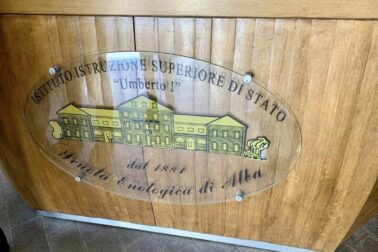 ISTITUTO ISTRUZIONE SUPERIORE DI STATO
"Umberto I"
dal 1881
Scuola Enologica di Alba